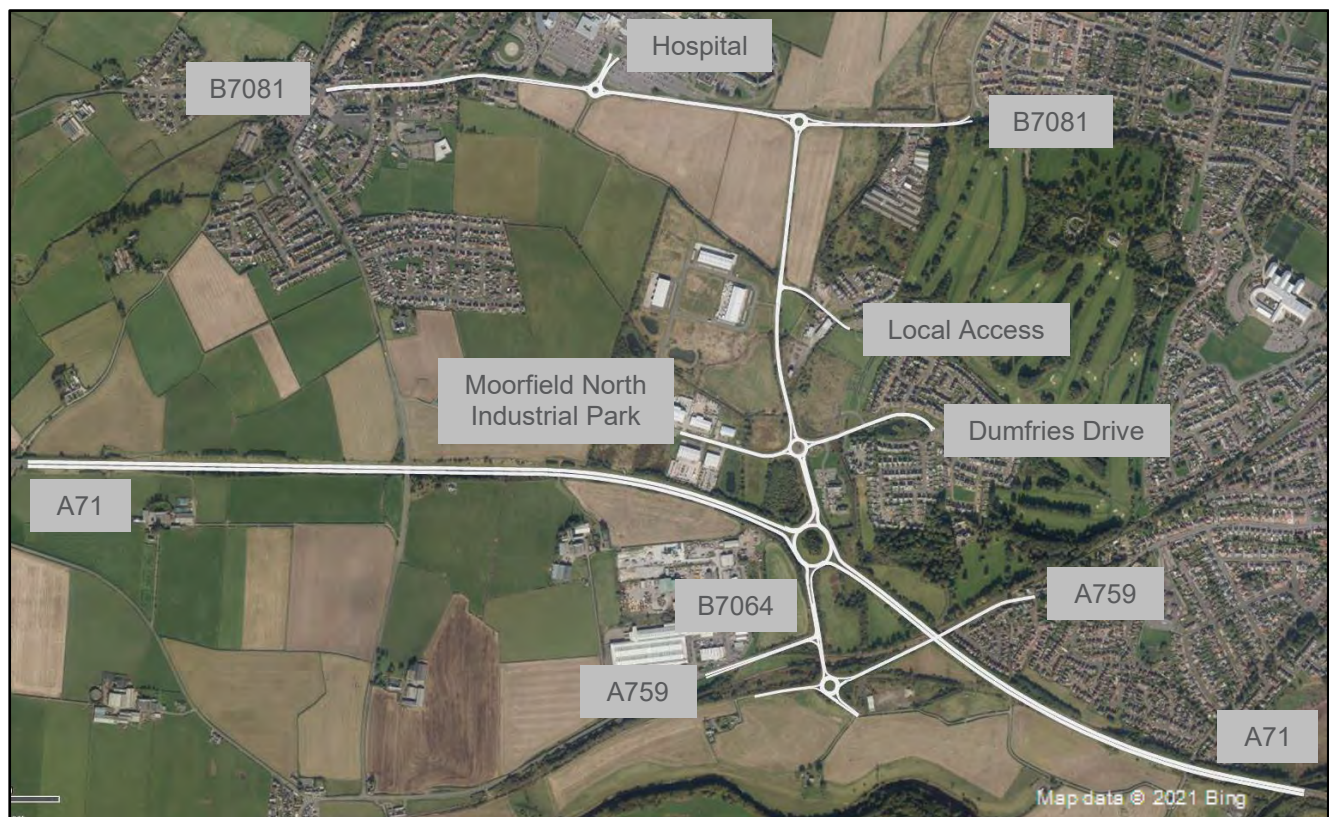 Hospital
B7081
B7081
Local Access
Moorfield North
Industrial Park
Dumfries Drive
A71
B7064
A759
A759
A71
Map data © 2021 Bing